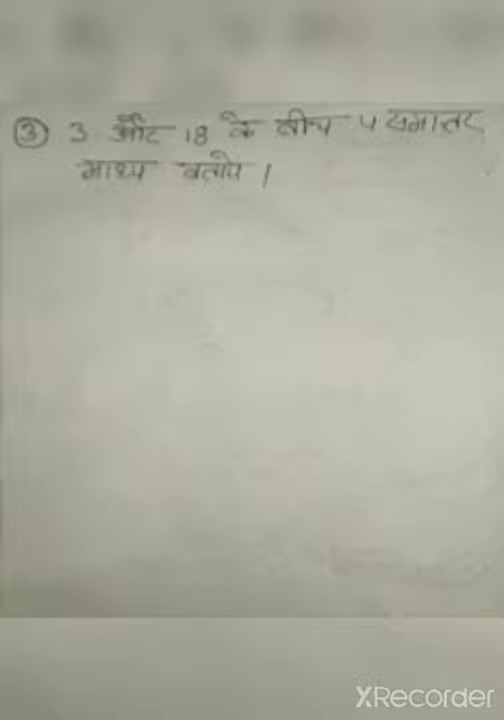 ③ 3 और 18 के बीच 4 समान्तर
माध्य बताये।
XRecorder